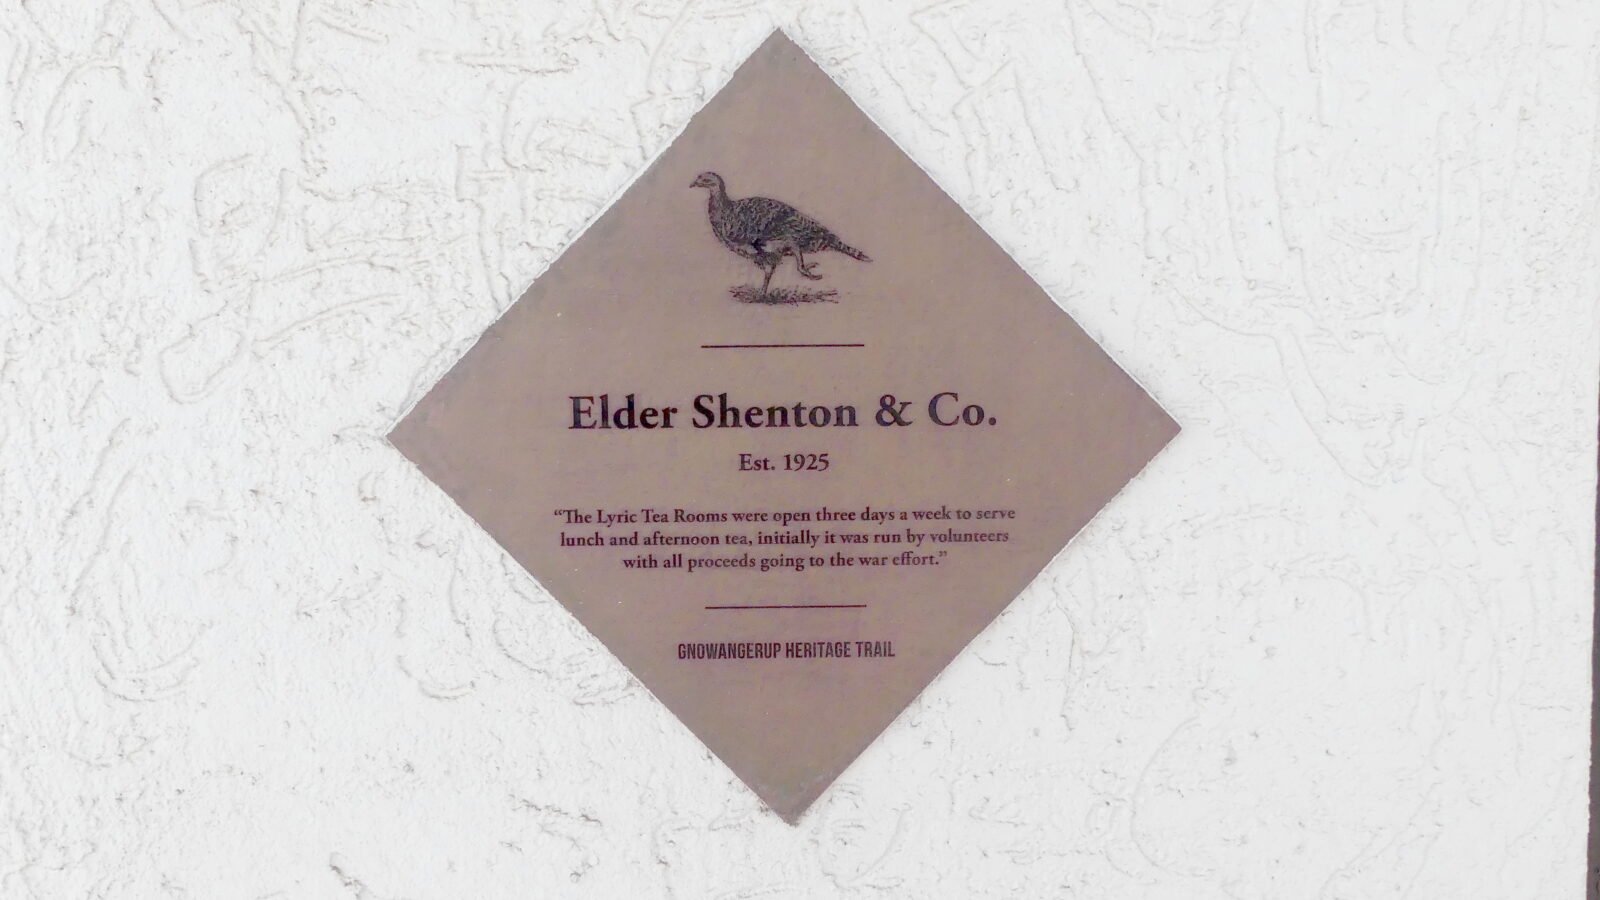 Elder Shenton & Co.
Est. 1925
“The Lyric Tea Rooms were open three days a week to serve
lunch and afternoon tea, initially it was run by volunteers
with all proceeds going to the war effort.”
GNOWANGERUP HERITAGE TRAIL